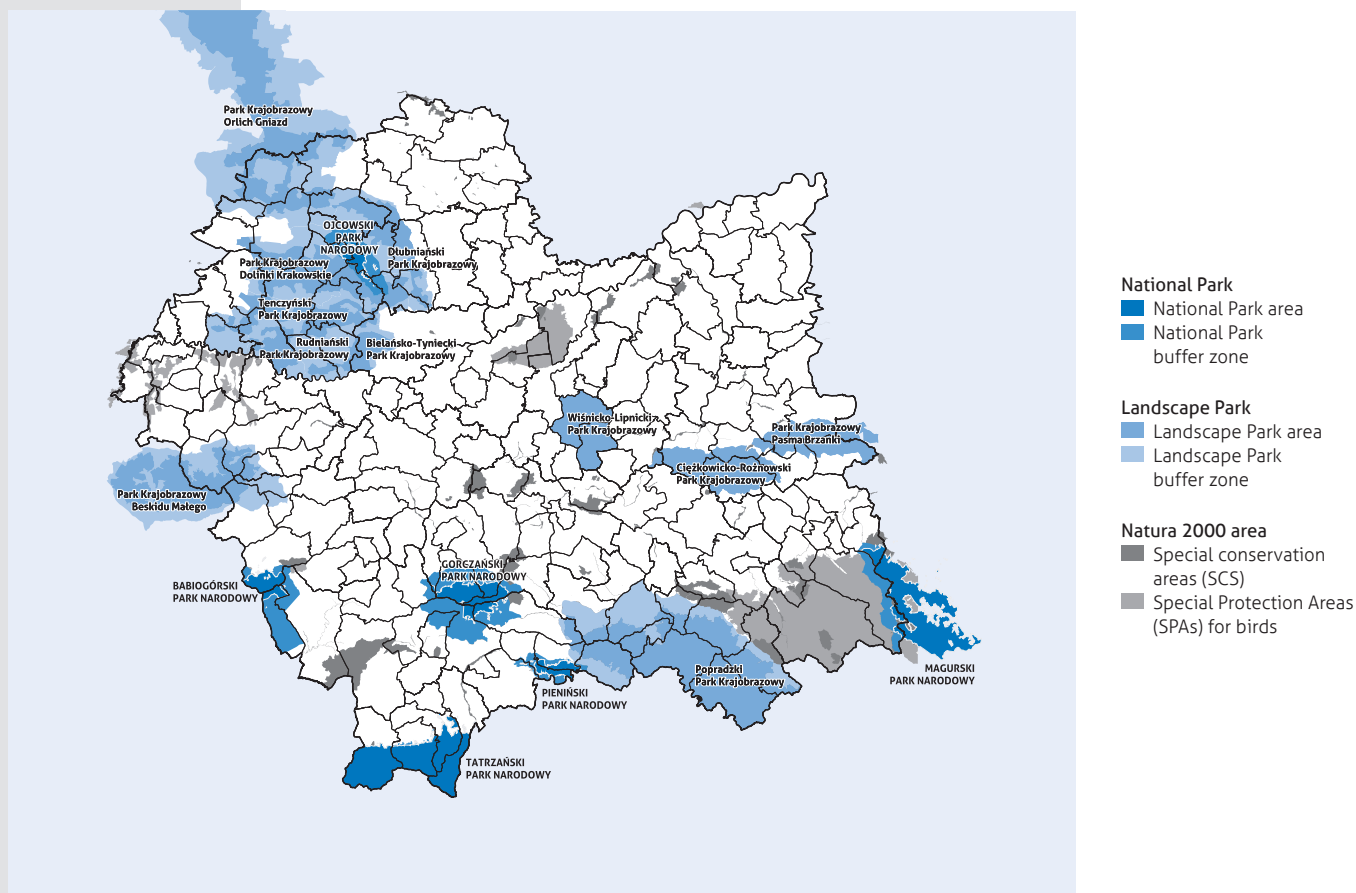 Park Krajobrazowy
Orlich Gniazd
OJCOWSKI
PARK
NARODOWY
Dłubniański
Park Krajobrazowy
Park Krajobrazowy
Dolinki Krakowskie
Tenczyński
Park Krajobrazowy
Rudniański
Park Krajobrazowy
Bielańsko-Tyniecki
Park Krajobrazowy
Wiśnicko-Lipnicki
Park Krajobrazowy
Park Krajobrazowy
Pasma Brzanki
Ciężkowicko-Rożnowski
Park Krajobrazowy
Park Krajobrazowy
Beskidu Małego
BABIOGÓRSKI
PARK NARODOWY
GORCZAŃSKI
PARK NARODOWY
Popradzki
Park Krajobrazowy
MAGURSKI
PARK NARODOWY
PIENIŃSKI
PARK NARODOWY
TATRZAŃSKI
PARK NARODOWY
National Park
National Park area
National Park
buffer zone
Landscape Park
Landscape Park area
Landscape Park
buffer zone
Natura 2000 area
Special conservation
areas (SCS)
Special Protection Areas
(SPAs) for birds